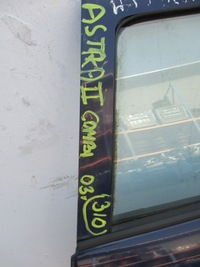 ASTRA II COMBI 03' (310)